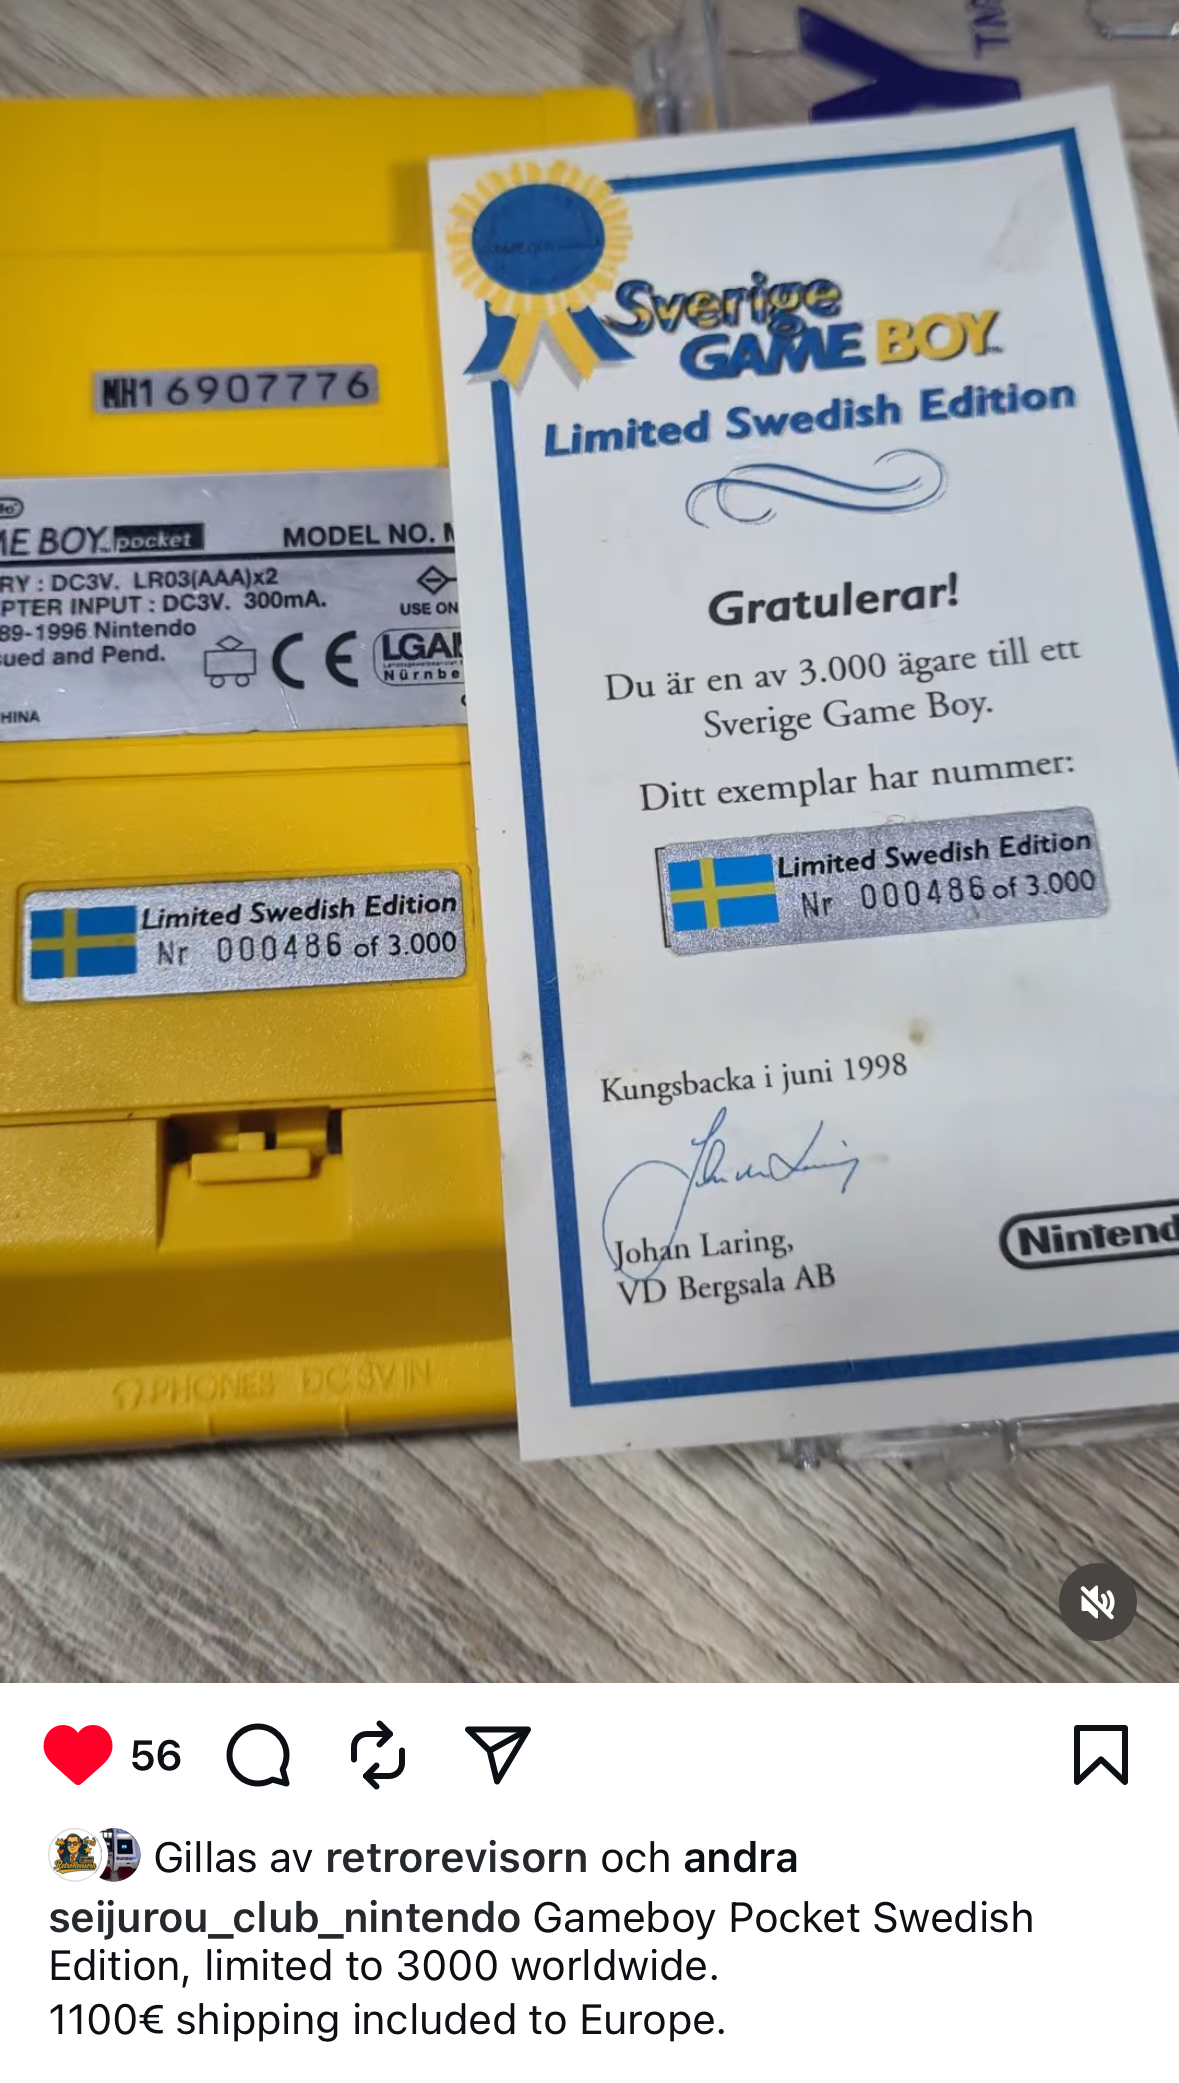 TM
Sverige
GAME BOY
Limited Swedish Edition
Gratulerar!
Du är en av 3.000 ägare till ett
Sverige Game Boy.
Ditt exemplar har nummer:
Limited Swedish Edition
Nr 000486 of 3.000
Kungsbacka i juni 1998
Johan Laring,
VD Bergsala AB
Nintend
MH16907776
ME BOY pocket MODEL NO. M
RY : DC3V. LR03(AAA)x2
PTER INPUT : DC3V. 300mA.
USE ON
89-1996 Nintendo
sued and Pend.
CE
LGA
Nürnbe
HINA
Limited Swedish Edition
Nr 000486 of 3.000
PHONES DC3V IN
56
Gillas av retrorevisorn och andra
seijurou_club_nintendo Gameboy Pocket Swedish
Edition, limited to 3000 worldwide.
1100€ shipping included to Europe.